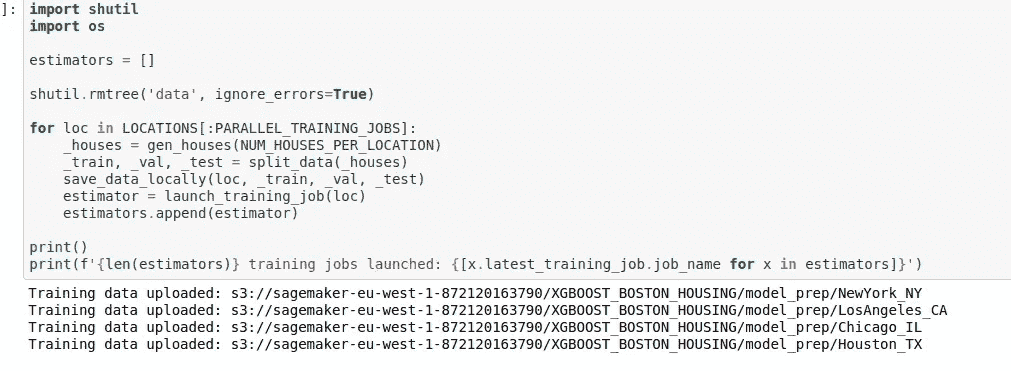 ]:
import shutil
import os
estimators = []
shutil.rmtree('data', ignore_errors=True)
for loc in LOCATIONS[:PARALLEL_TRAINING_JOBS]:
    _houses = gen_houses(NUM_HOUSES_PER_LOCATION)
    _train, _val, _test = split_data(_houses)
    save_data_locally(loc, _train, _val, _test)
    estimator = launch_training_job(loc)
    estimators.append(estimator)
print()
print(f'{len(estimators)} training jobs launched: {[x.latest_training_job.job_name for x in estimators]}')
Training data uploaded: s3://sagemaker-eu-west-1-872120163790/XGBOOST_BOSTON_HOUSING/model_prep/NewYork_NY
Training data uploaded: s3://sagemaker-eu-west-1-872120163790/XGBOOST_BOSTON_HOUSING/model_prep/LosAngeles_CA
Training data uploaded: s3://sagemaker-eu-west-1-872120163790/XGBOOST_BOSTON_HOUSING/model_prep/Chicago_IL
Training data uploaded: s3://sagemaker-eu-west-1-872120163790/XGBOOST_BOSTON_HOUSING/model_prep/Houston_TX